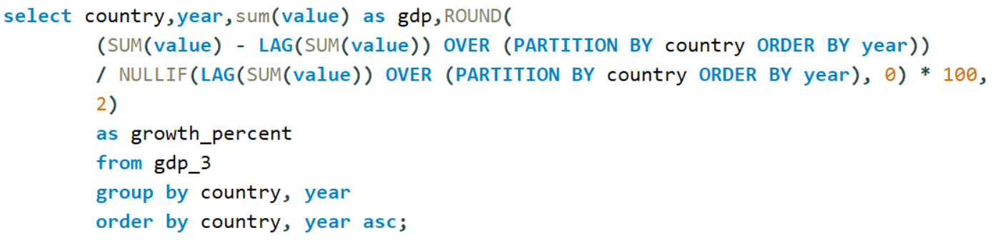 select country,year,sum(value) as gdp,ROUND(
(SUM(value) - LAG(SUM(value)) OVER (PARTITION BY country ORDER BY year))
/ NULLIF(LAG(SUM(value)) OVER (PARTITION BY country ORDER BY year), 0) * 100,
2)
as growth_percent
from gdp_3
group by country, year
order by country, year asc;